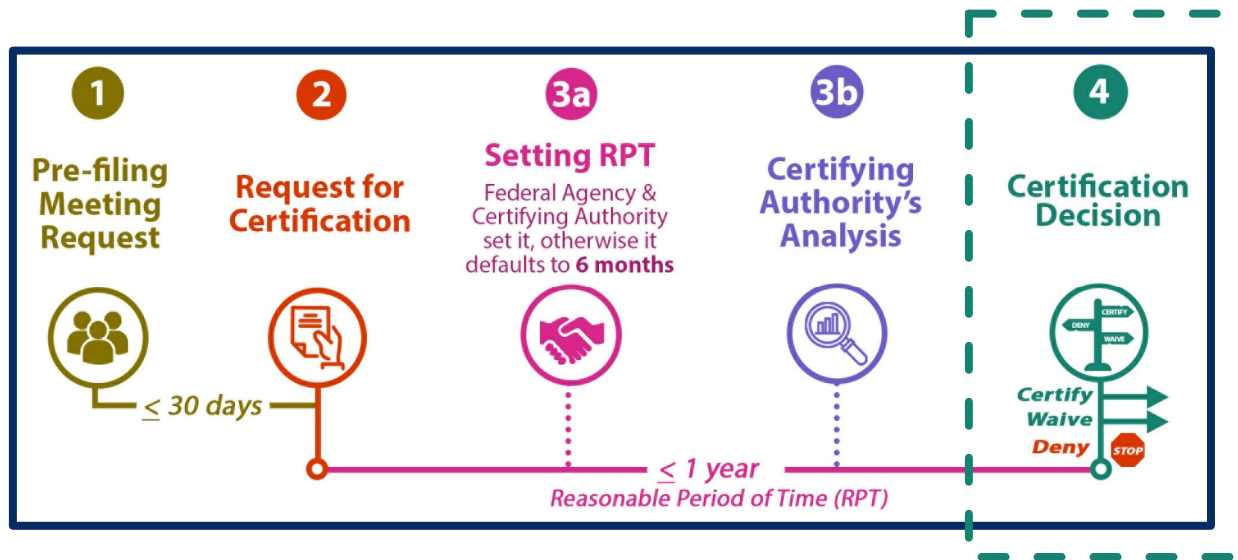 1
Pre-filing
Meeting
Request
≤ 30 days
2
Request for
Certification
3a
Setting RPT
Federal Agency &
Certifying Authority
set it, otherwise it
defaults to 6 months
3b
Certifying
Authority's
Analysis
≤ 1 year
Reasonable Period of Time (RPT)
4
Certification
Decision
CERTIFY
DENY
WAIVE
Certify
Waive
Deny
STOP